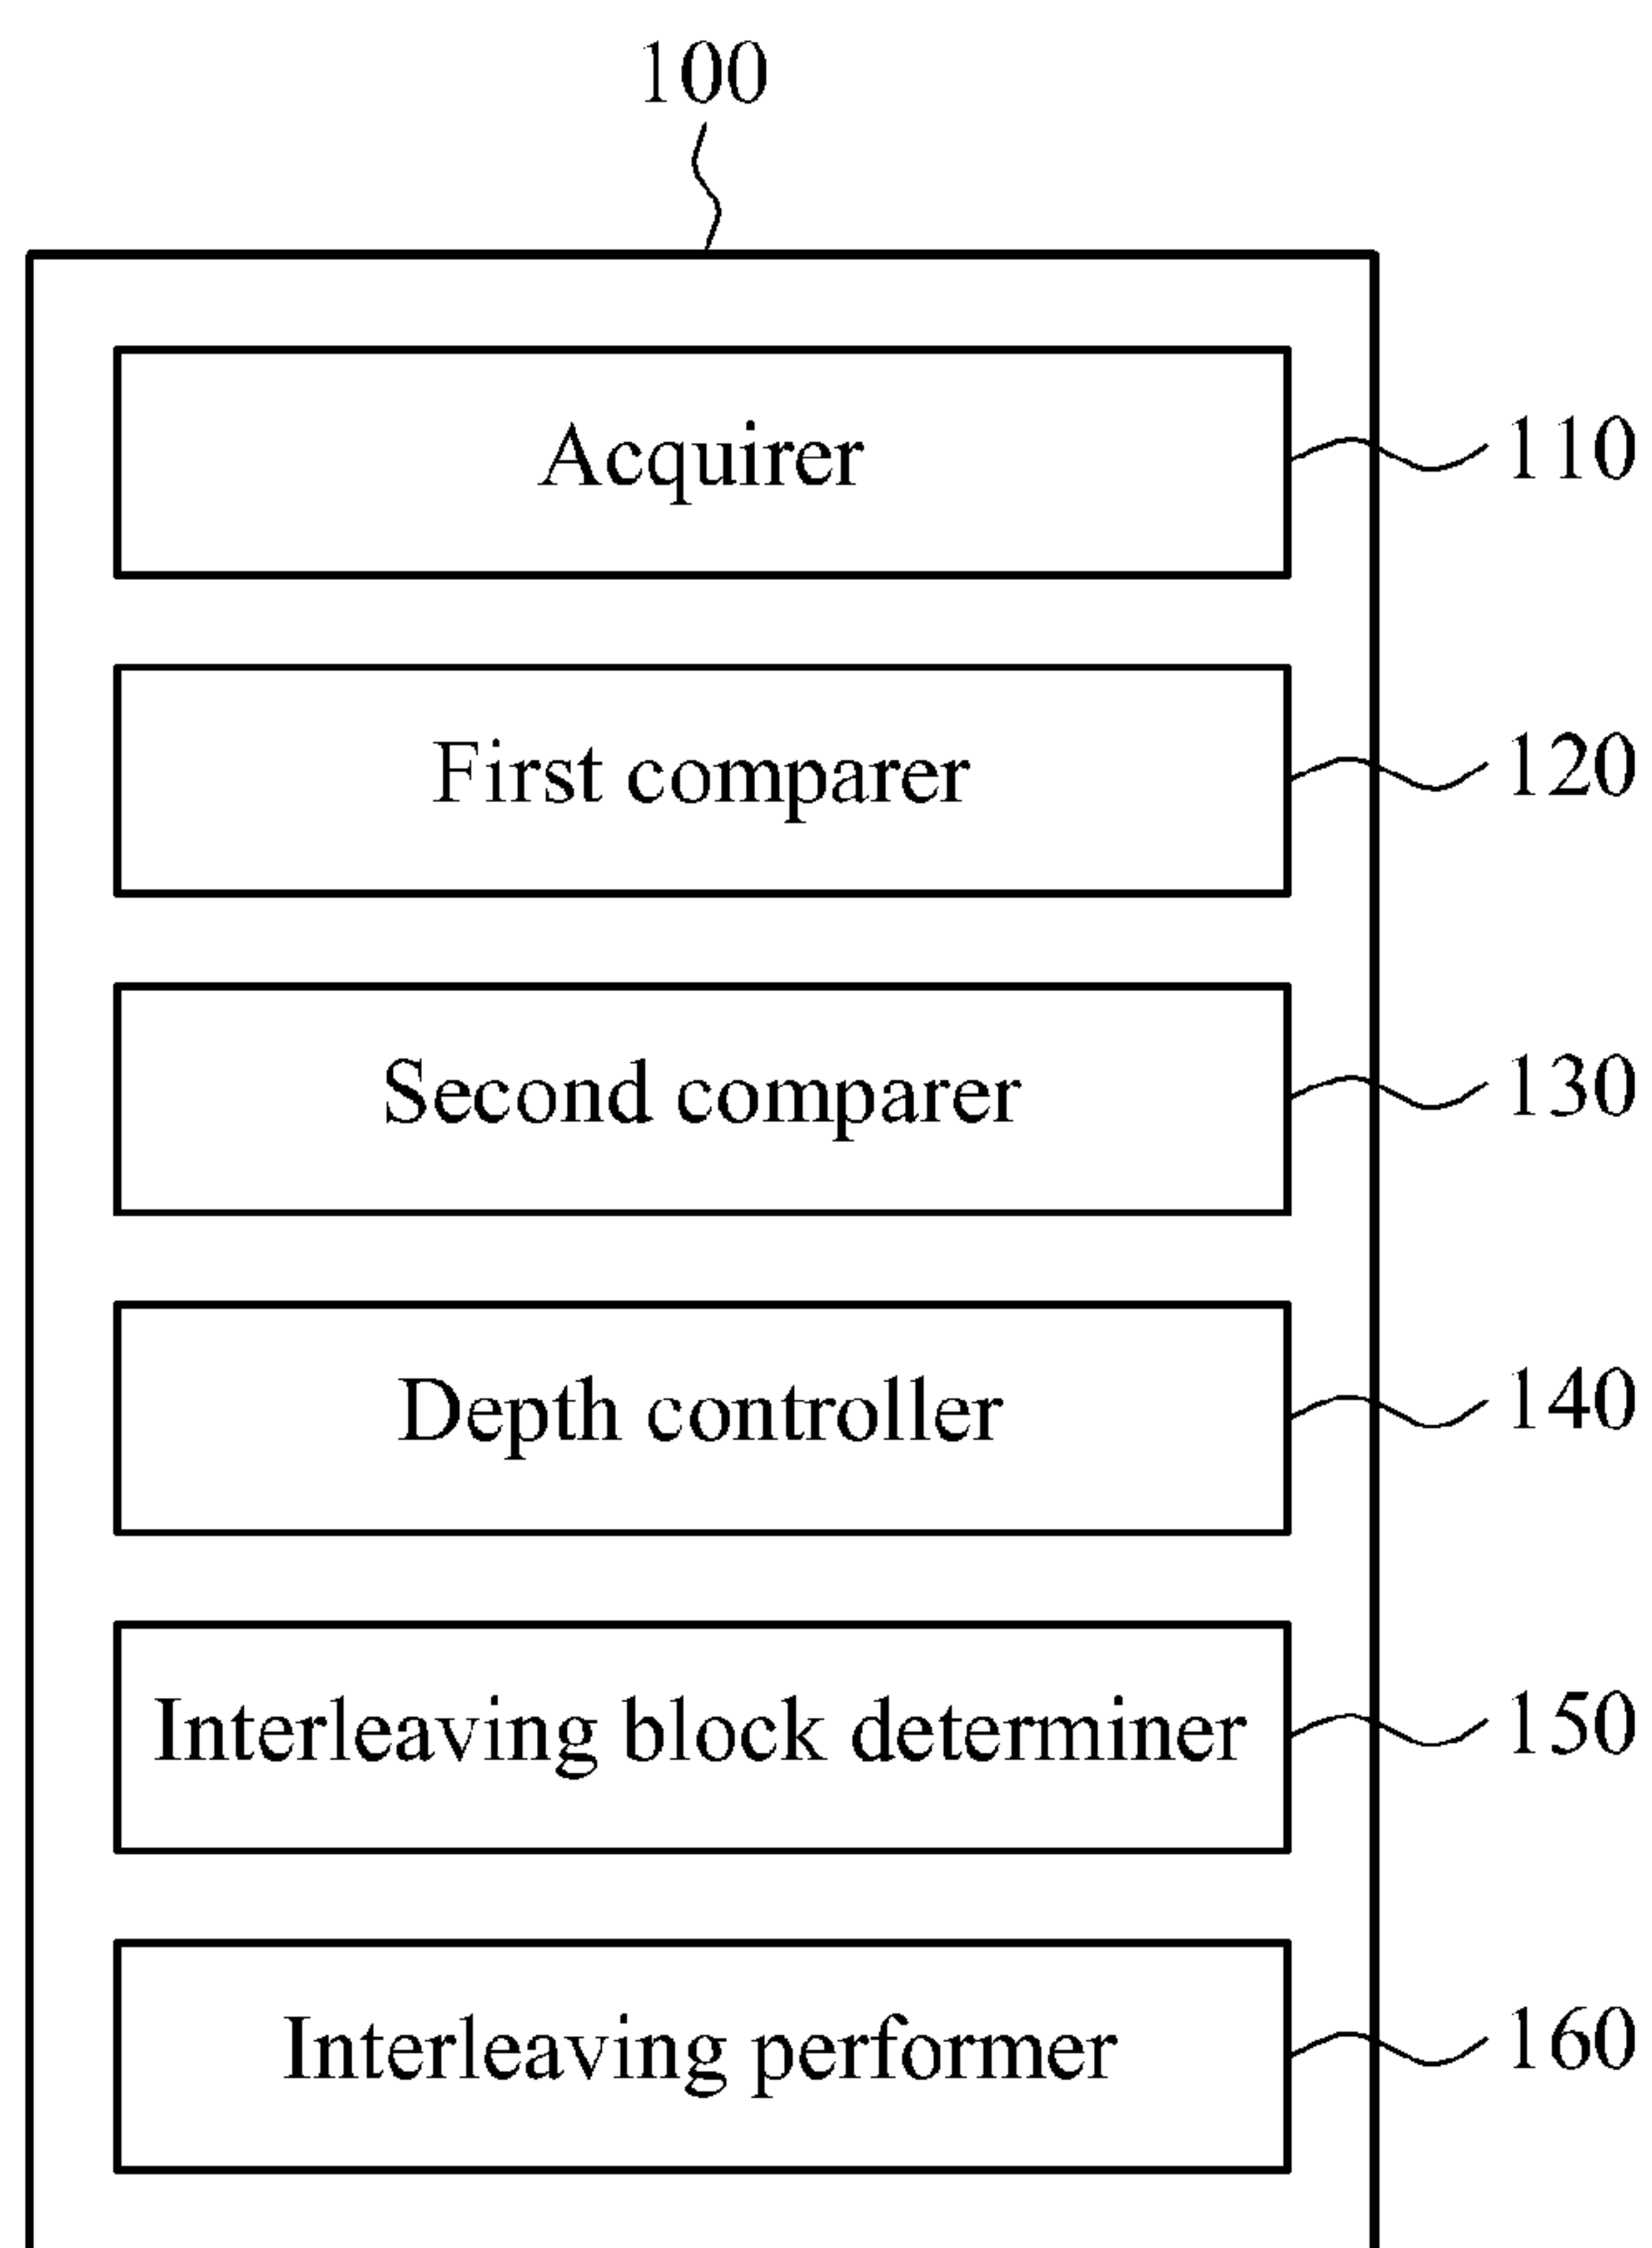 100
Acquirer
110
First comparer
120
Second comparer
130
Depth controller
140
Interleaving block determiner
150
Interleaving performer
160